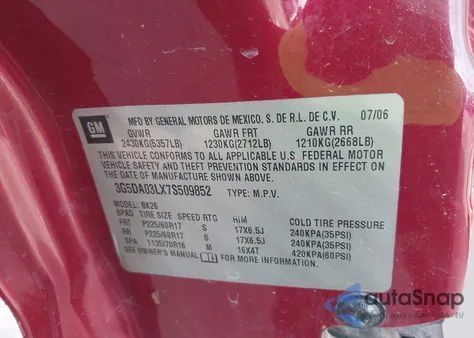 GM
MFD BY GENERAL MOTORS DE MEXICO, S. DE R.L. DE C.V. 07/06
GVWR GAWR FRT GAWR RR
2430KG(5357LB) 1230KG(2712LB) 1210KG(2668LB)
THIS VEHICLE CONFORMS TO ALL APPLICABLE U.S. FEDERAL MOTOR
VEHICLE SAFETY AND THEFT PREVENTION STANDARDS IN EFFECT
ON THE DATE OF MANUFACTURE SHOWN ABOVE.
3G5DA03LX7S509852 TYPE: M.P.V.
MODEL: BK26
BPAD TIRE SIZE SPEED RTG RIM COLD TIRE PRESSURE
FRT P225/60R17 S 17X6.5J 240KPA(35PSI)
RR P225/60R17 S 17X6.5J 240KPA(35PSI)
SPA T135/70R16 M 16X4T 420KPA(60PSI)
SEE OWNER'S MANUAL FOR MORE INFORMATION.
autoSnap